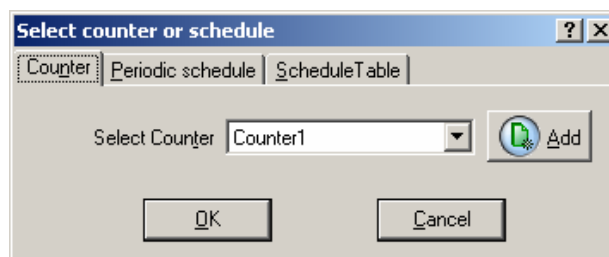 Select counter or schedule
Counter Periodic schedule ScheduleTable
Select Counter Counter1 Add
OK Cancel